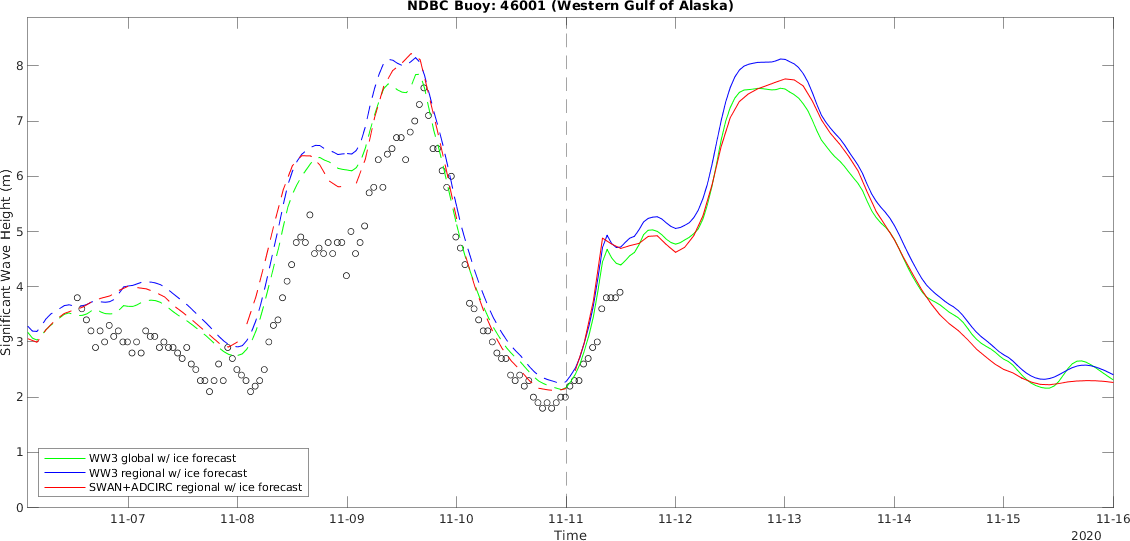 NDBC Buoy: 46001 (Western Gulf of Alaska)
Significant Wave Height (m)
8
7
6
5
4
3
2
1
0
WW3 global w/ ice forecast
WW3 regional w/ ice forecast
SWAN+ADCIRC regional w/ ice forecast
11-07 11-08 11-09 11-10 11-11 11-12 11-13 11-14 11-15 11-16
Time
2020